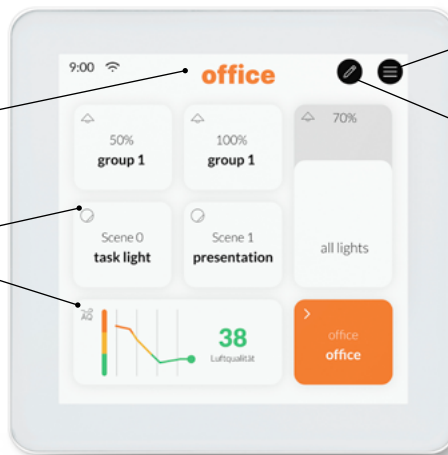 9:00
office
50%
group 1
100%
group 1
70%
all lights
Scene 0
task light
Scene 1
presentation
AQ
38
Luftqualität
office
office